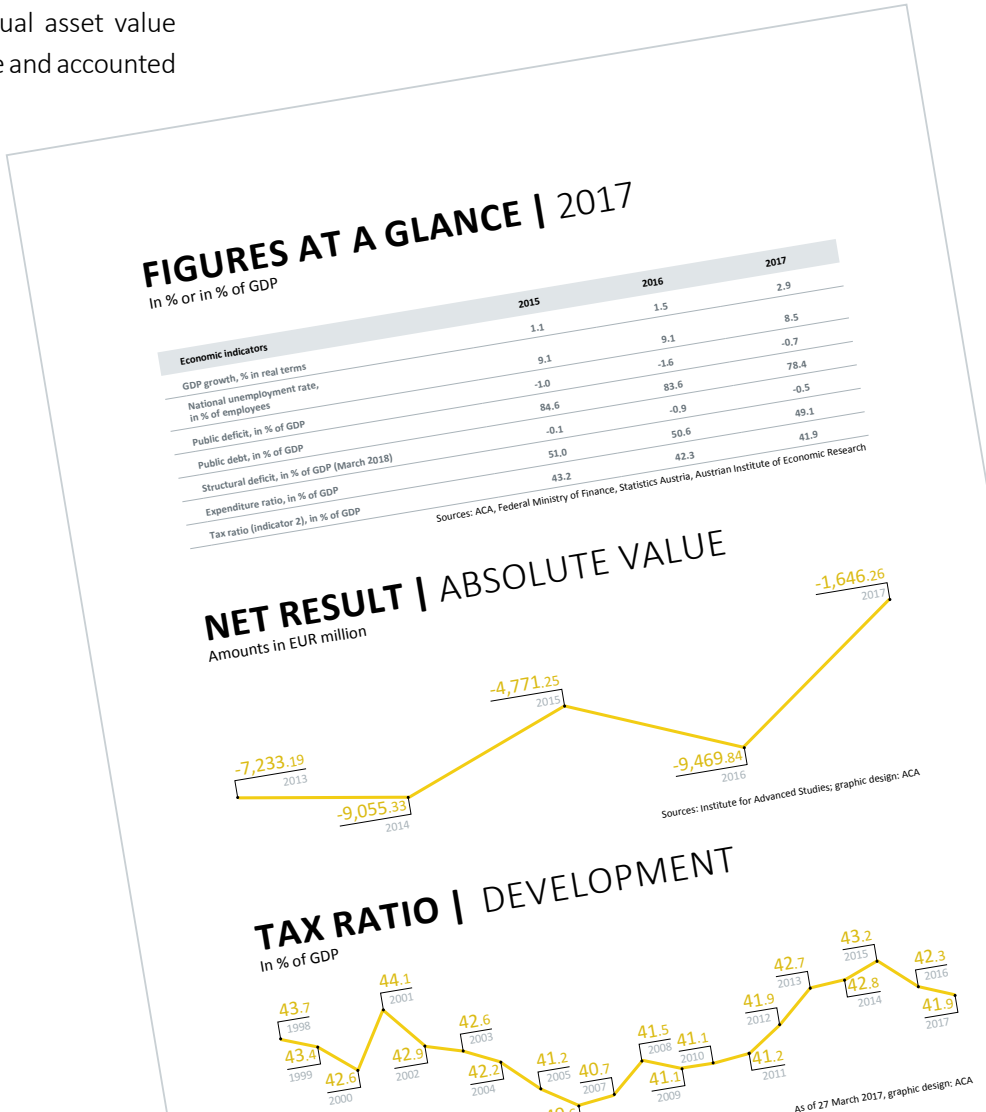 ual asset value
e and accounted
FIGURES AT A GLANCE | 2017
In % or in % of GDP
Economic indicators 2015 2016 2017
GDP growth, % in real terms 1.1 1.5 2.9
National unemployment rate,
in % of employees 9.1 9.1 8.5
Public deficit, in % of GDP -1.0 -1.6 -0.7
Public debt, in % of GDP 84.6 83.6 78.4
Structural deficit, in % of GDP (March 2018) -0.1 -0.9 -0.5
Expenditure ratio, in % of GDP 51.0 50.6 49.1
Tax ratio (indicator 2), in % of GDP 43.2 42.3 41.9
Sources: ACA, Federal Ministry of Finance, Statistics Austria, Austrian Institute of Economic Research
NET RESULT | ABSOLUTE VALUE
Amounts in EUR million
-7,233.19
2013
-9,055.33
2014
-4,771.25
2015
-9,469.84
2016
-1,646.26
2017
Sources: Institute for Advanced Studies; graphic design: ACA
TAX RATIO | DEVELOPMENT
In % of GDP
43.7
1998
43.4
1999
42.6
2000
44.1
2001
42.9
2002
42.6
2003
42.2
2004
41.2
2005
40.7
2007
41.5
2008
41.1
2009
41.1
2010
41.2
2011
41.9
2012
42.7
2013
42.8
2014
43.2
2015
42.3
2016
41.9
2017
As of 27 March 2017, graphic design: ACA